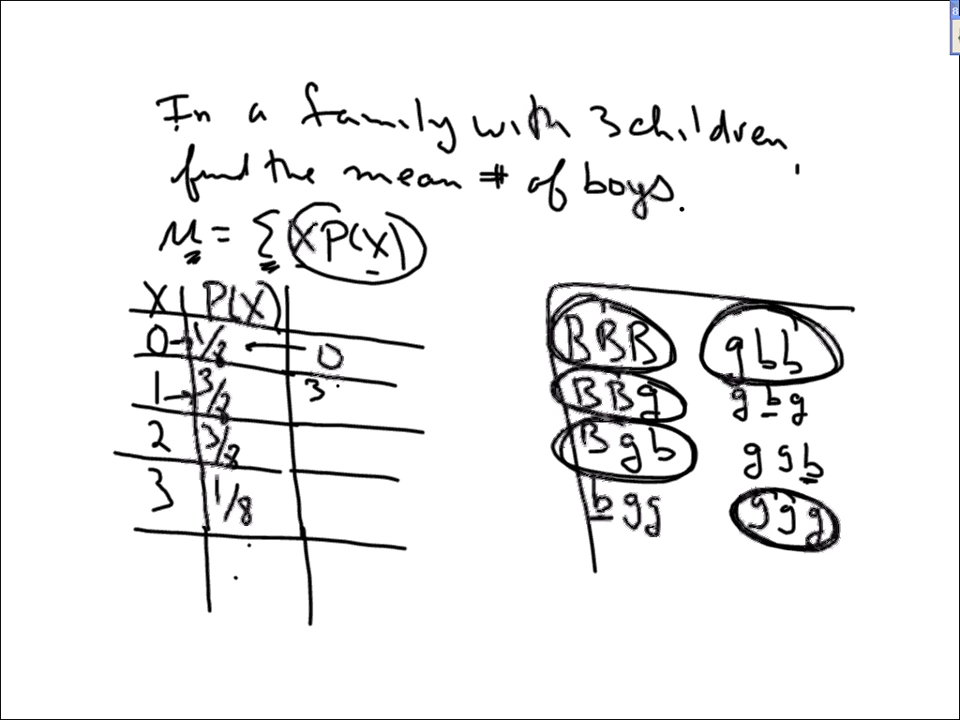 In a family with 3 children,
find the mean # of boys.
μ = Σ XP(X)
X P(X)
0 1/8 0
1 3/8 3
2 3/8
3 1/8
BBB gbb
BBg gbg
Bgb ggb
bgg ggg